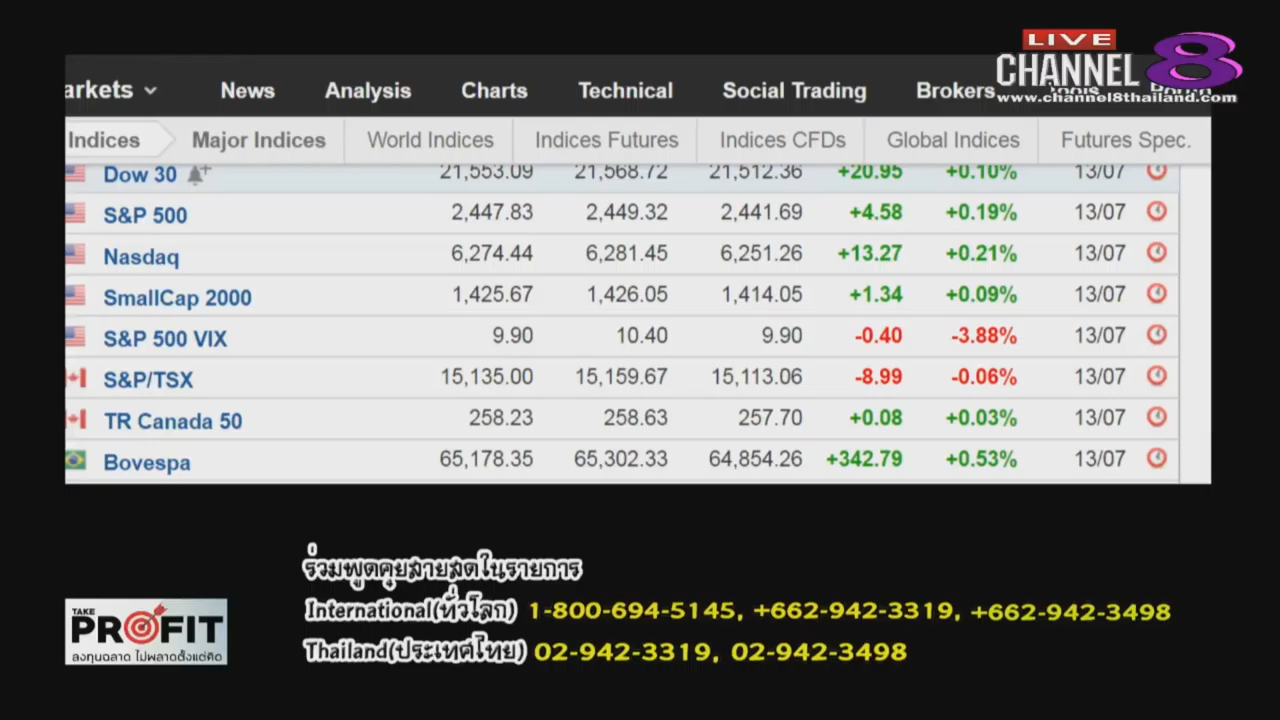 LIVE
CHANNEL 8
www.channel8thailand.com
arkets News Analysis Charts Technical Social Trading Brokers
Indices Major Indices World Indices Indices Futures Indices CFDs Global Indices Futures Spec.
Dow 30 21,553.09 21,568.72 21,512.36 +20.95 +0.10% 13/07
S&P 500 2,447.83 2,449.32 2,441.69 +4.58 +0.19% 13/07
Nasdaq 6,274.44 6,281.45 6,251.26 +13.27 +0.21% 13/07
SmallCap 2000 1,425.67 1,426.05 1,414.05 +1.34 +0.09% 13/07
S&P 500 VIX 9.90 10.40 9.90 -0.40 -3.88% 13/07
S&P/TSX 15,135.00 15,159.67 15,113.06 -8.99 -0.06% 13/07
TR Canada 50 258.23 258.63 257.70 +0.08 +0.03% 13/07
Bovespa 65,178.35 65,302.33 64,854.26 +342.79 +0.53% 13/07
ร่วมพูดคุยสายสดในรายการ
International(ทั่วโลก) 1-800-694-5145, +662-942-3319, +662-942-3498
Thailand(ประเทศไทย) 02-942-3319, 02-942-3498
TAKE
PROFIT
ลงทุนฉลาด ไม่พลาดตั้งแต่คิด